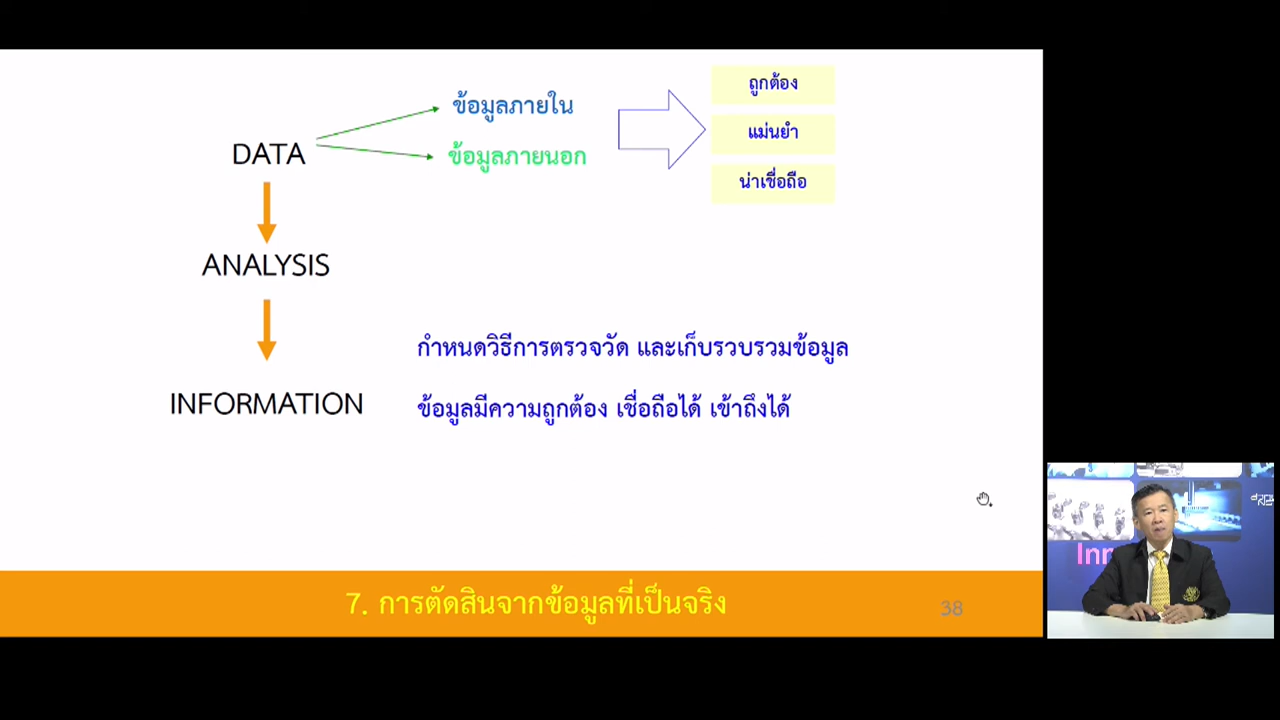 ถูกต้อง
ข้อมูลภายใน
แม่นยำ
DATA
ข้อมูลภายนอก
น่าเชื่อถือ
ANALYSIS
กำหนดวิธีการตรวจวัด และเก็บรวบรวมข้อมูล
INFORMATION
ข้อมูลมีความถูกต้อง เชื่อถือได้ เข้าถึงได้
7. การตัดสินจากข้อมูลที่เป็นจริง
38